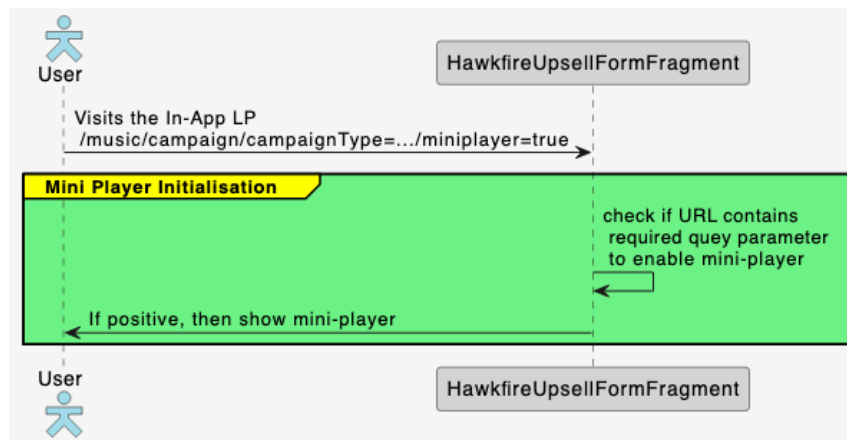 User
HawkfireUpsellFormFragment
Visits the In-App LP
/music/campaign/campaignType=.../miniplayer=true
Mini Player Initialisation
check if URL contains
required quey parameter
to enable mini-player
If positive, then show mini-player
User
HawkfireUpsellFormFragment